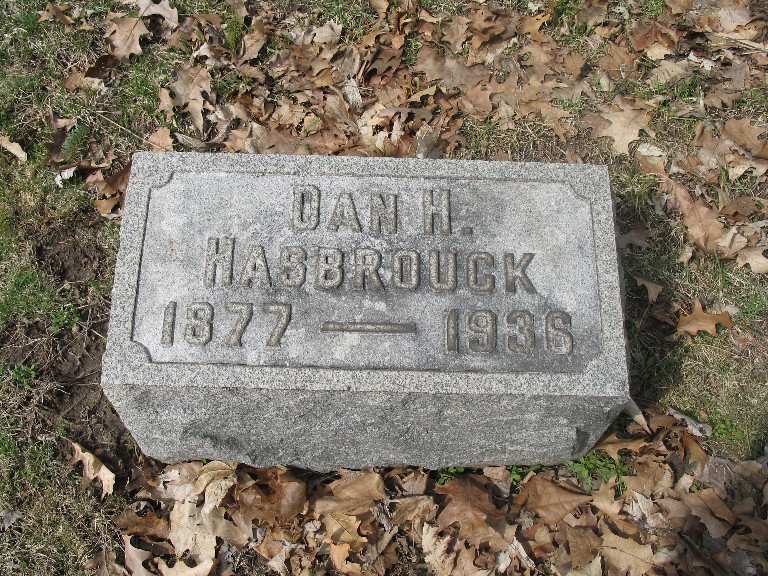 DAN H.
HASBROUCK
1877 — 1936